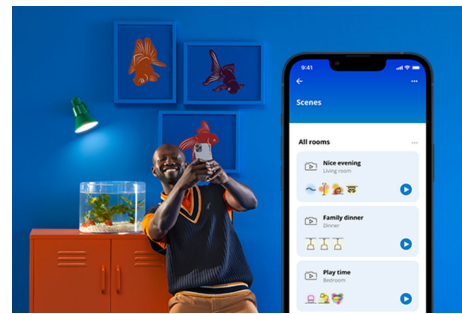 9:41
Scenes
All rooms
Nice evening
Living room
Family dinner
Dinner
Play time
Bedroom